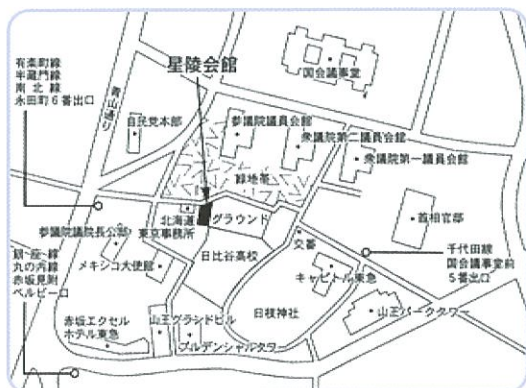 有楽町線
半蔵門線
南北線
永田町6番出口
青山通り
星陵会館
国会議事堂
自民党本部
参議院議員会館
衆議院第二議員会館
衆議院第一議員会館
緑地帯
北海道
東京事務所
グラウンド
首相官邸
参議院議長公邸
交番
日比谷高校
千代田線
国会議事堂前
5番出口
銀座線
丸の内線
赤坂見附
ベルビー口
メキシコ大使館
キャピトル東急
日枝神社
山王パークタワー
赤坂エクセル
ホテル東急
山王グランドビル
プルデンシャルタワー